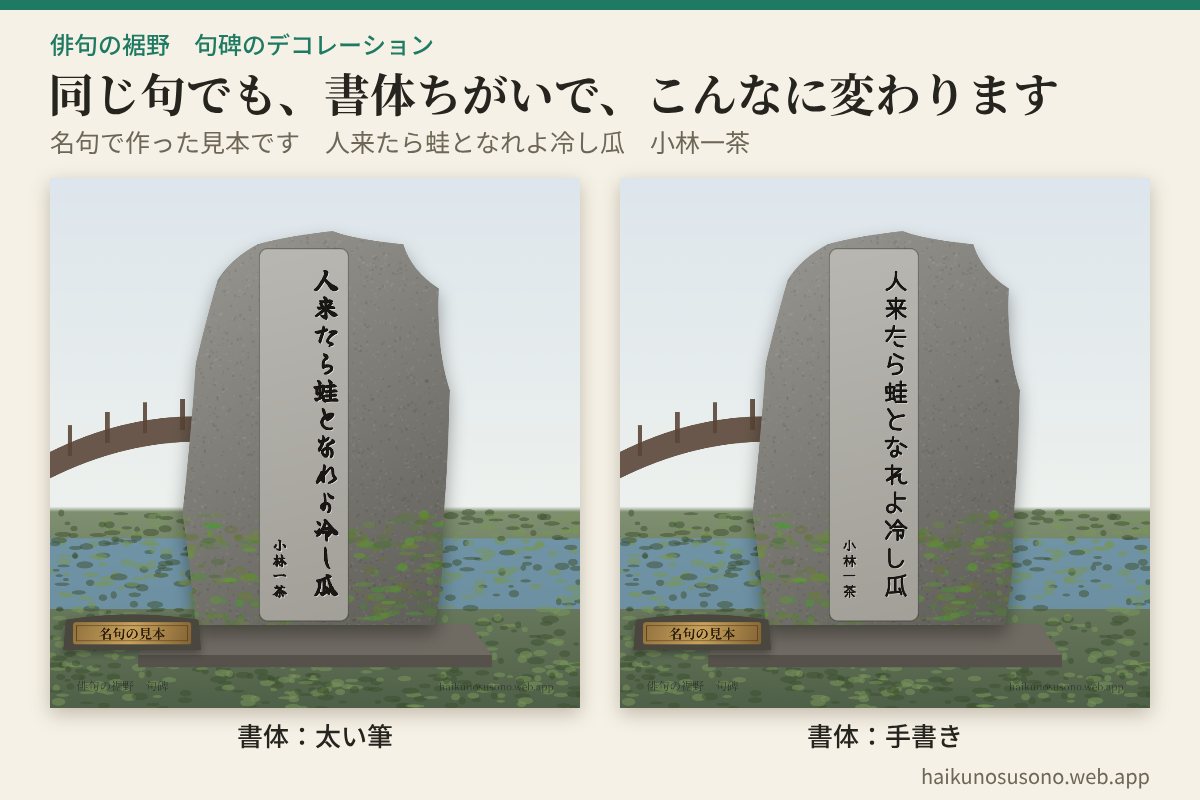 俳句の裾野　句碑のデコレーション
同じ句でも、書体ちがいで、こんなに変わります
名句で作った見本です　人来たら蛙となれよ冷し瓜　小林一茶
人来たら蛙となれよ冷し瓜
小林一茶
名句の見本
俳句の裾野　句碑
haikunosusono.web.app
書体：太い筆
人来たら蛙となれよ冷し瓜
小林一茶
名句の見本
俳句の裾野　句碑
haikunosusono.web.app
書体：手書き
haikunosusono.web.app